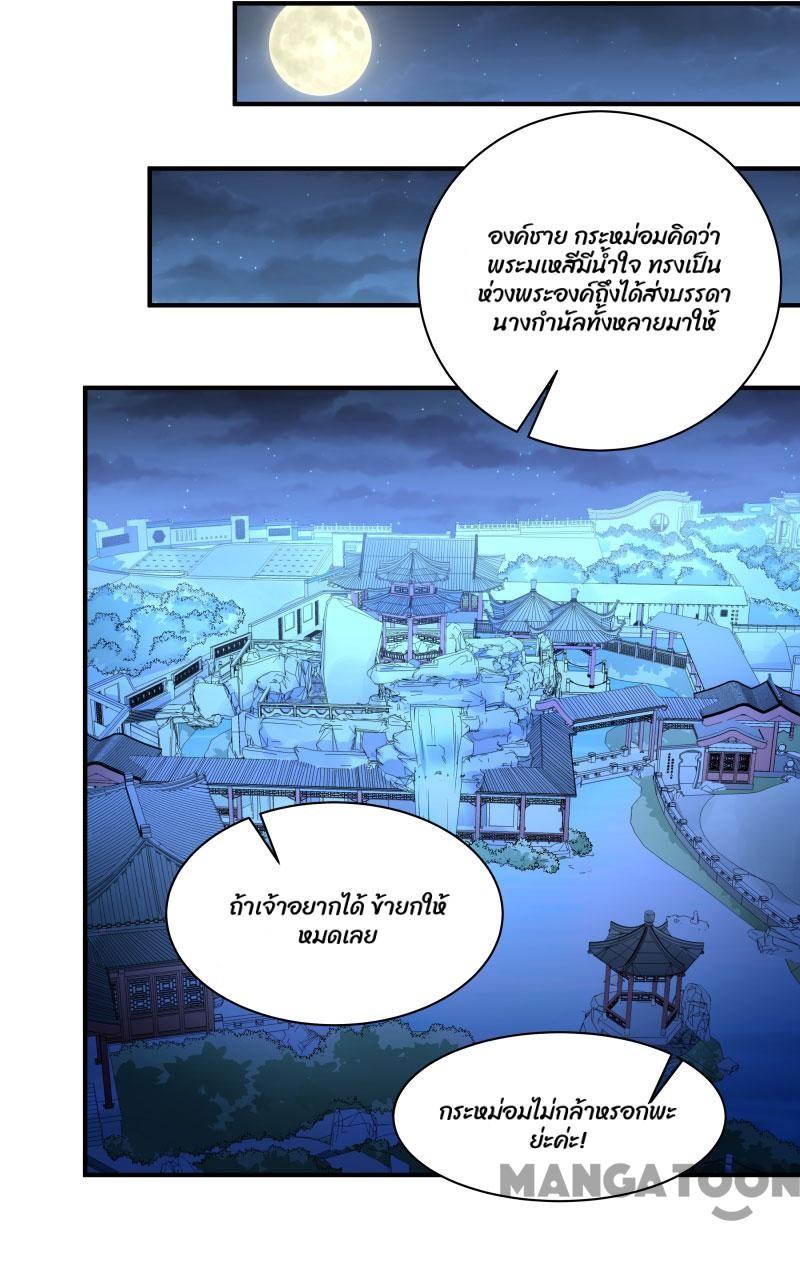 องค์ชาย กระหม่อมคิดว่า
พระมเหสีมีน้ำใจ ทรงเป็น
ห่วงพระองค์ถึงได้ส่งบรรดา
นางกำนัลทั้งหลายมาให้
ถ้าเจ้าอยากได้ ข้ายกให้
หมดเลย
กระหม่อมไม่กล้าหรอกพะ
ย่ะค่ะ!
MANGATOON